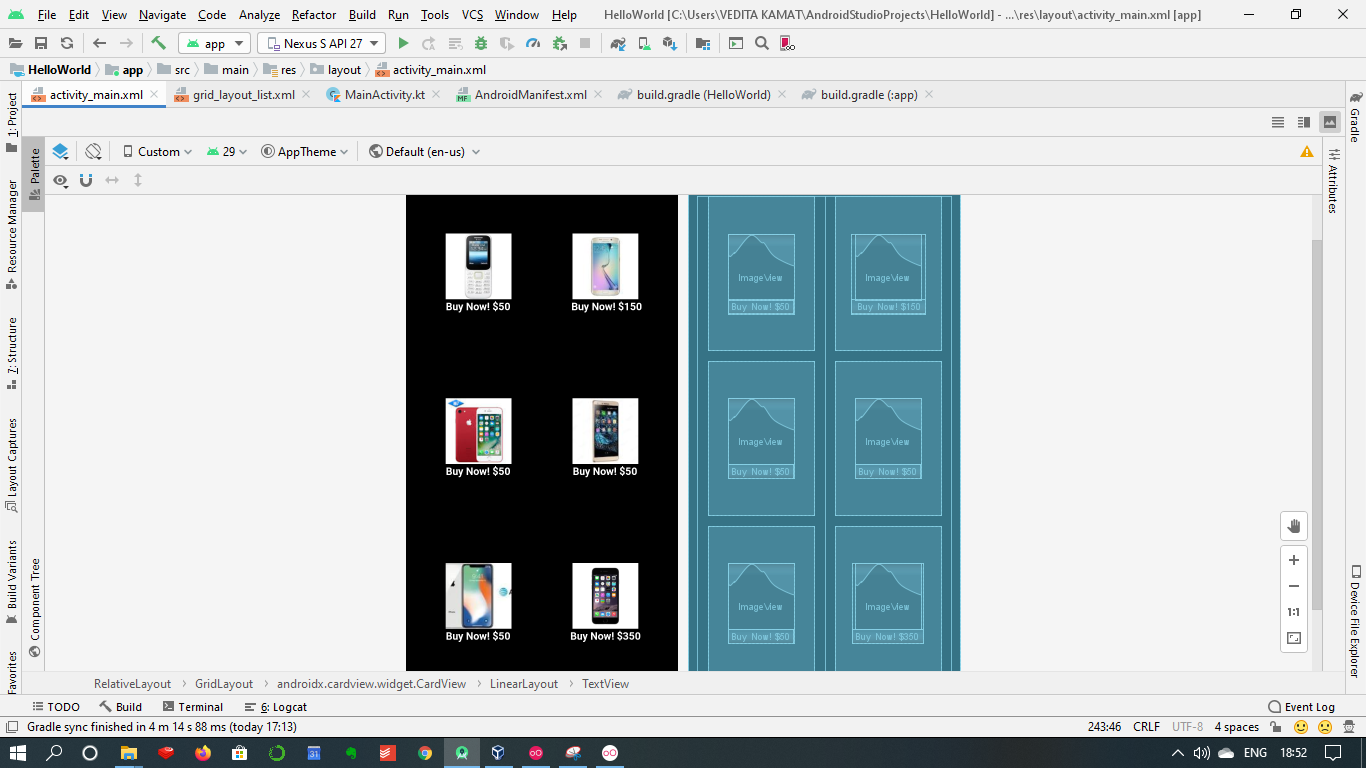 File Edit View Navigate Code Analyze Refactor Build Run Tools VCS Window Help HelloWorld [C:\Users\VEDITA KAMAT\AndroidStudioProjects\HelloWorld] - ...\res\layout\activity_main.xml [app]
app Nexus S API 27
HelloWorld app src main res layout activity_main.xml
activity_main.xml grid_layout_list.xml MainActivity.kt AndroidManifest.xml build.gradle (HelloWorld) build.gradle (:app)
1: Project
Resource Manager
Z: Structure
Layout Captures
Build Variants
Favorites
Palette
Component Tree
Custom 29 AppTheme Default (en-us)
Gradle
Attributes
Device File Explorer
Buy Now! $50 Buy Now! $150
Buy Now! $50 Buy Now! $50
Buy Now! $50 Buy Now! $350
ImageView ImageView
Buy Now! $50 Buy Now! $150
ImageView ImageView
Buy Now! $50 Buy Now! $50
ImageView ImageView
Buy Now! $50 Buy Now! $350
1:1
RelativeLayout GridLayout androidx.cardview.widget.CardView LinearLayout TextView
TODO Build Terminal 6: Logcat Event Log
Gradle sync finished in 4 m 14 s 88 ms (today 17:13) 243:46 CRLF UTF-8 4 spaces
ENG 18:52